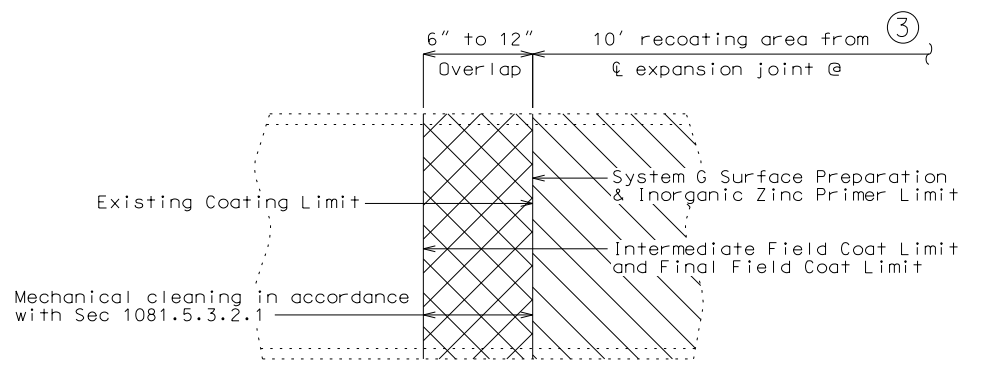 6" to 12"
Overlap
10' recoating area from
3
℄ expansion joint @
System G Surface Preparation
& Inorganic Zinc Primer Limit
Existing Coating Limit
Intermediate Field Coat Limit
and Final Field Coat Limit
Mechanical cleaning in accordance
with Sec 1081.5.3.2.1